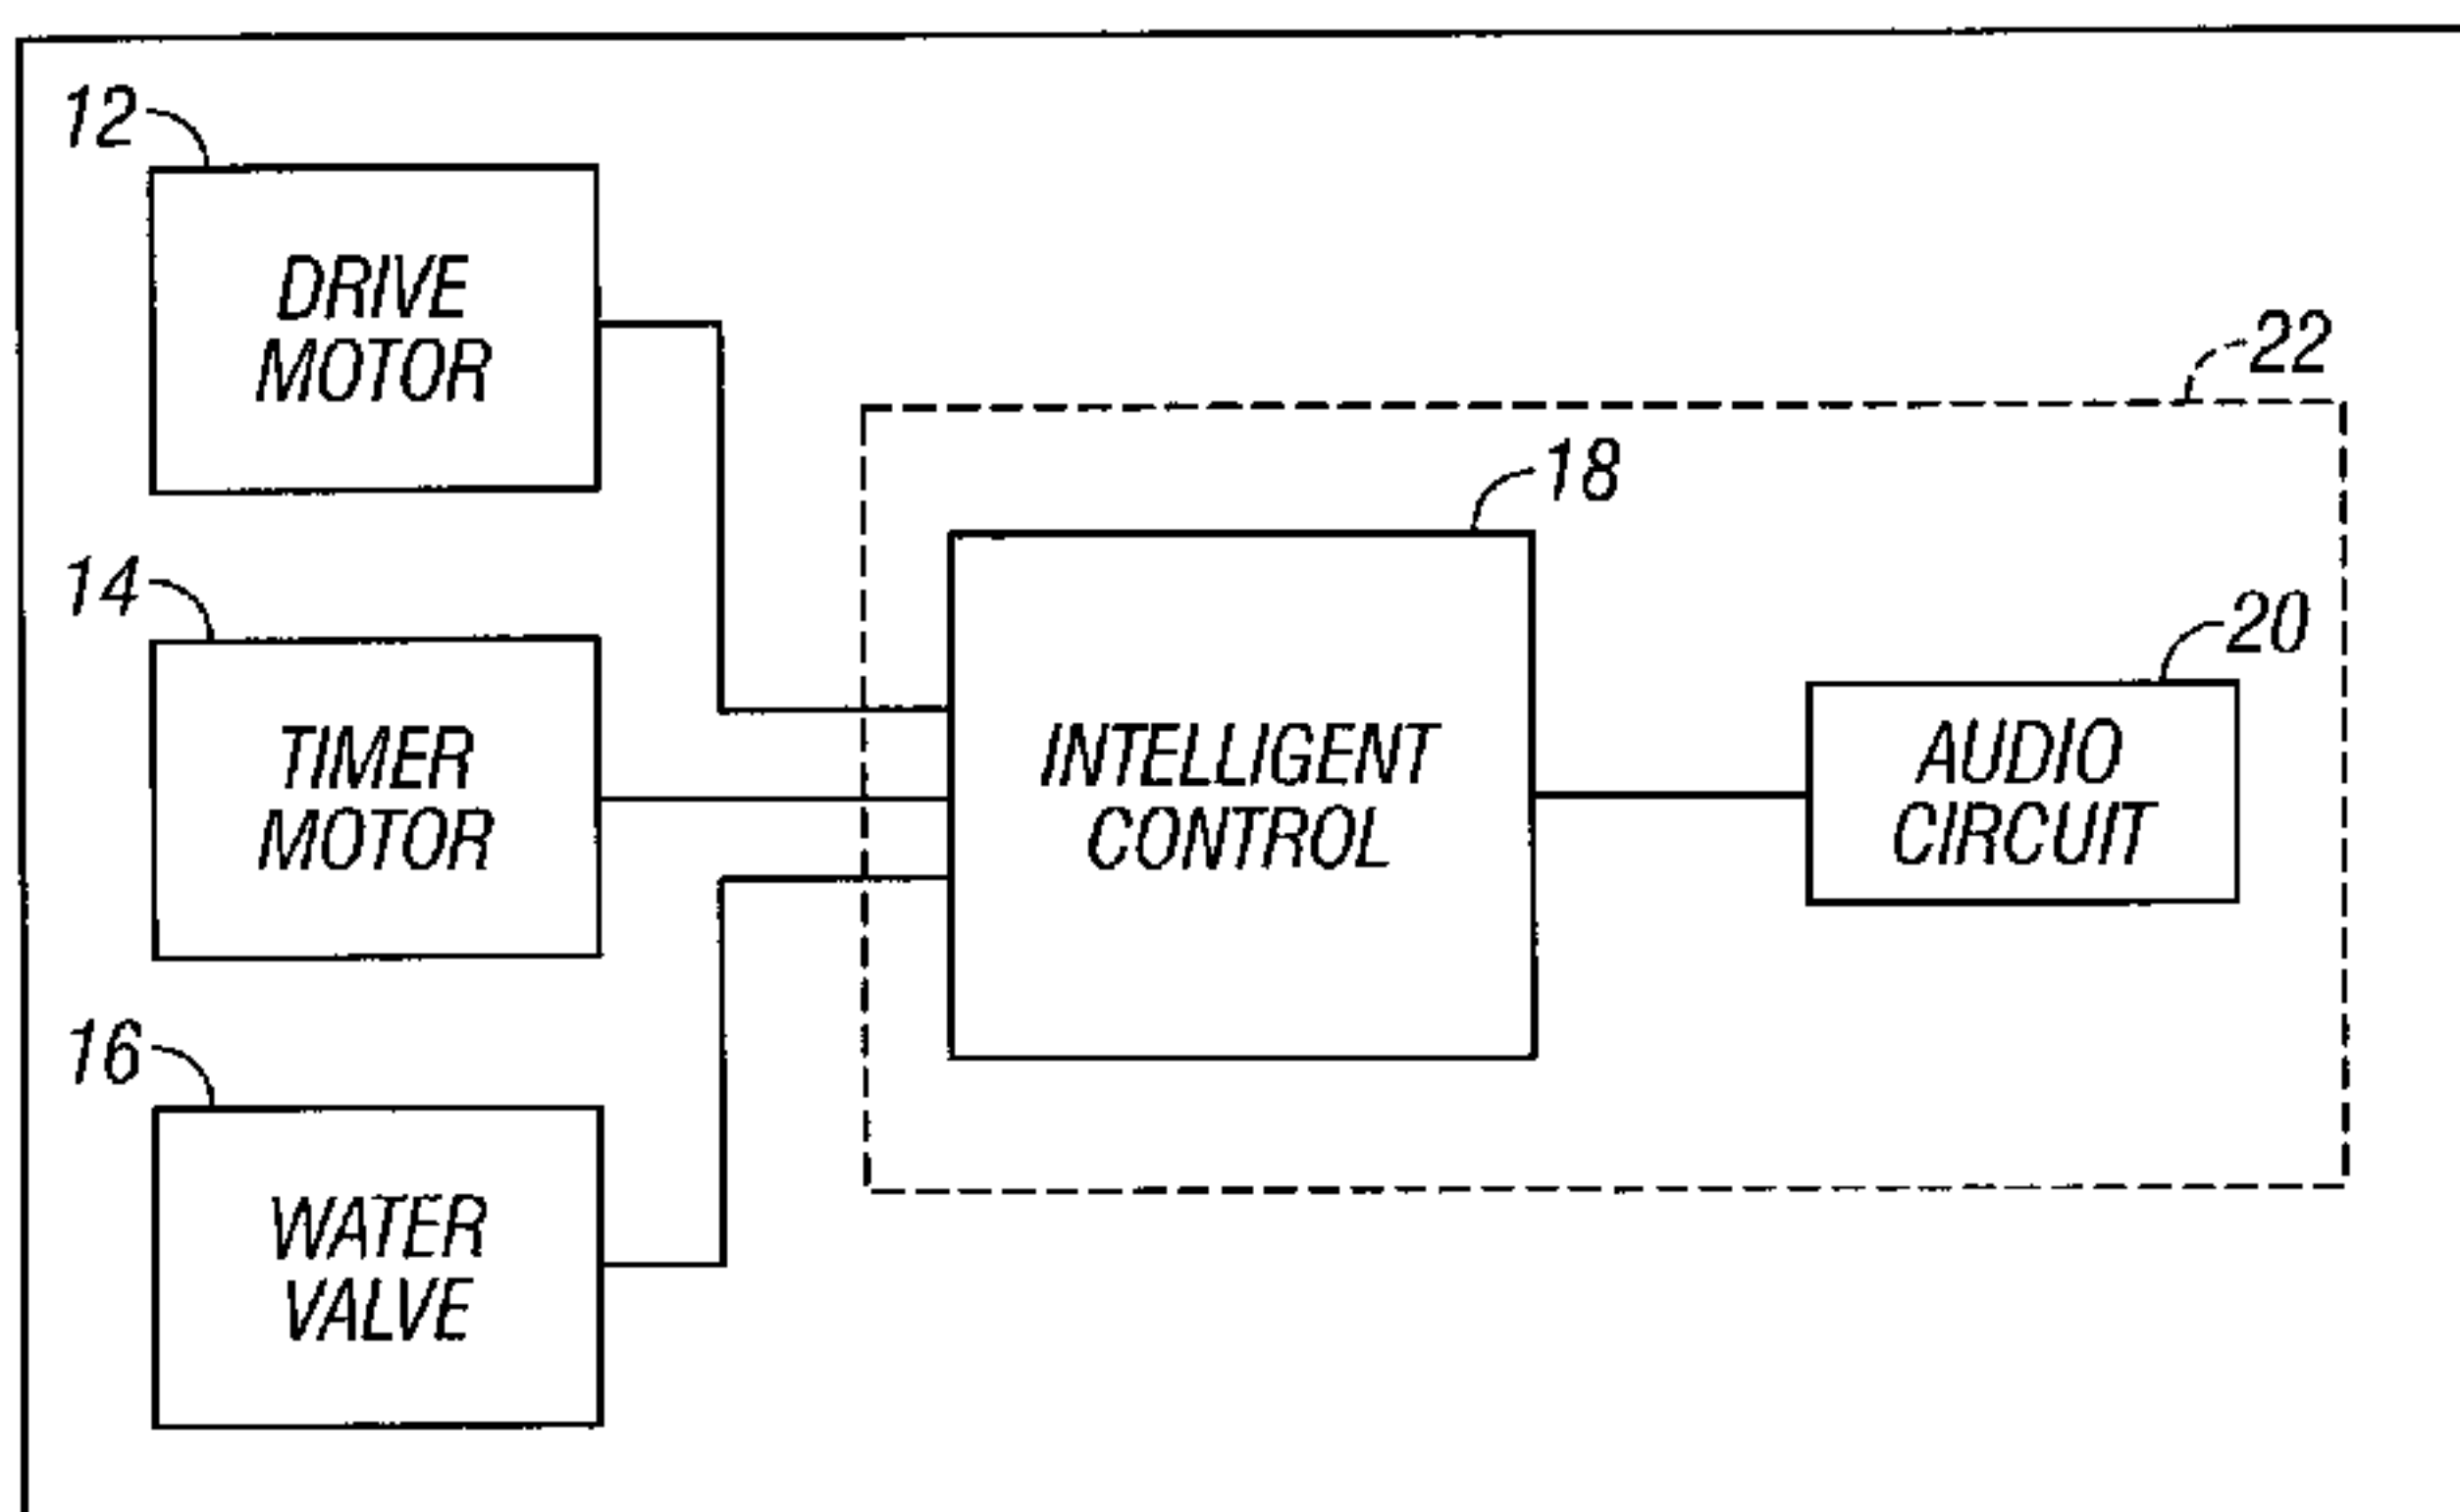 12
DRIVE
MOTOR
22
18
14
20
TIMER
MOTOR
INTELLIGENT
CONTROL
AUDIO
CIRCUIT
16
WATER
VALVE